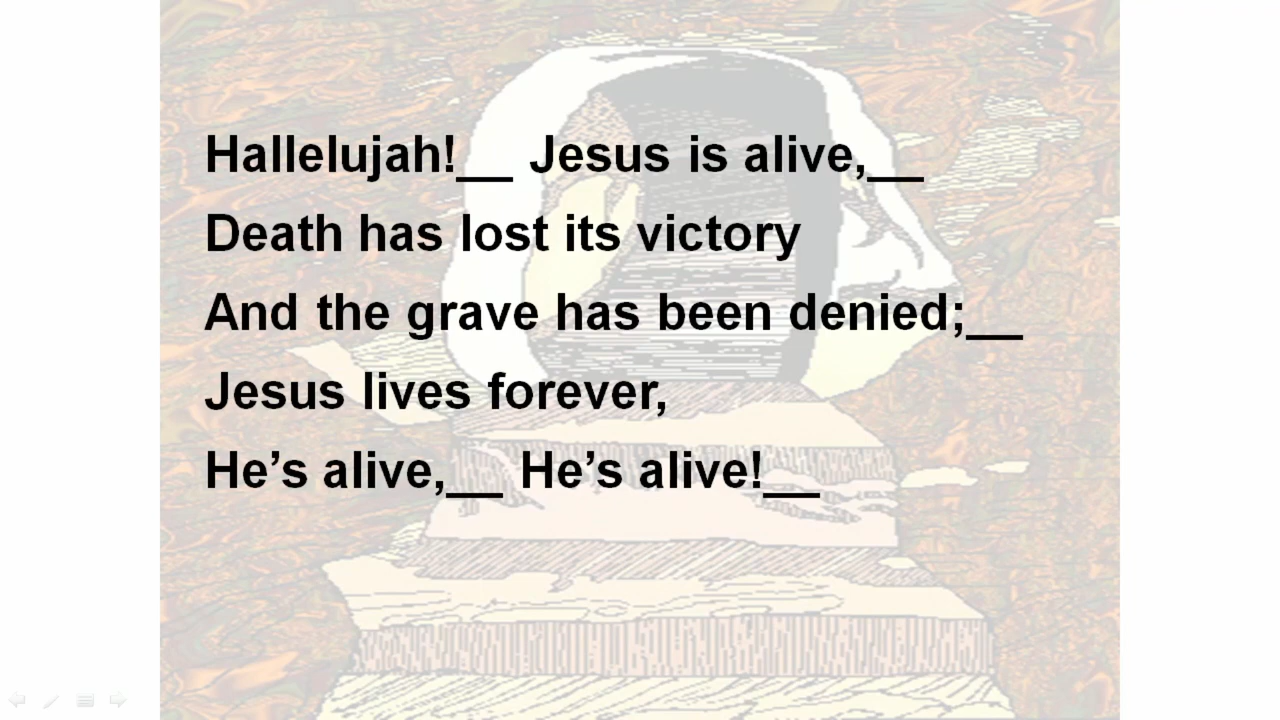 Hallelujah!__ Jesus is alive,__
Death has lost its victory
And the grave has been denied;__
Jesus lives forever,
He’s alive,__ He’s alive!__